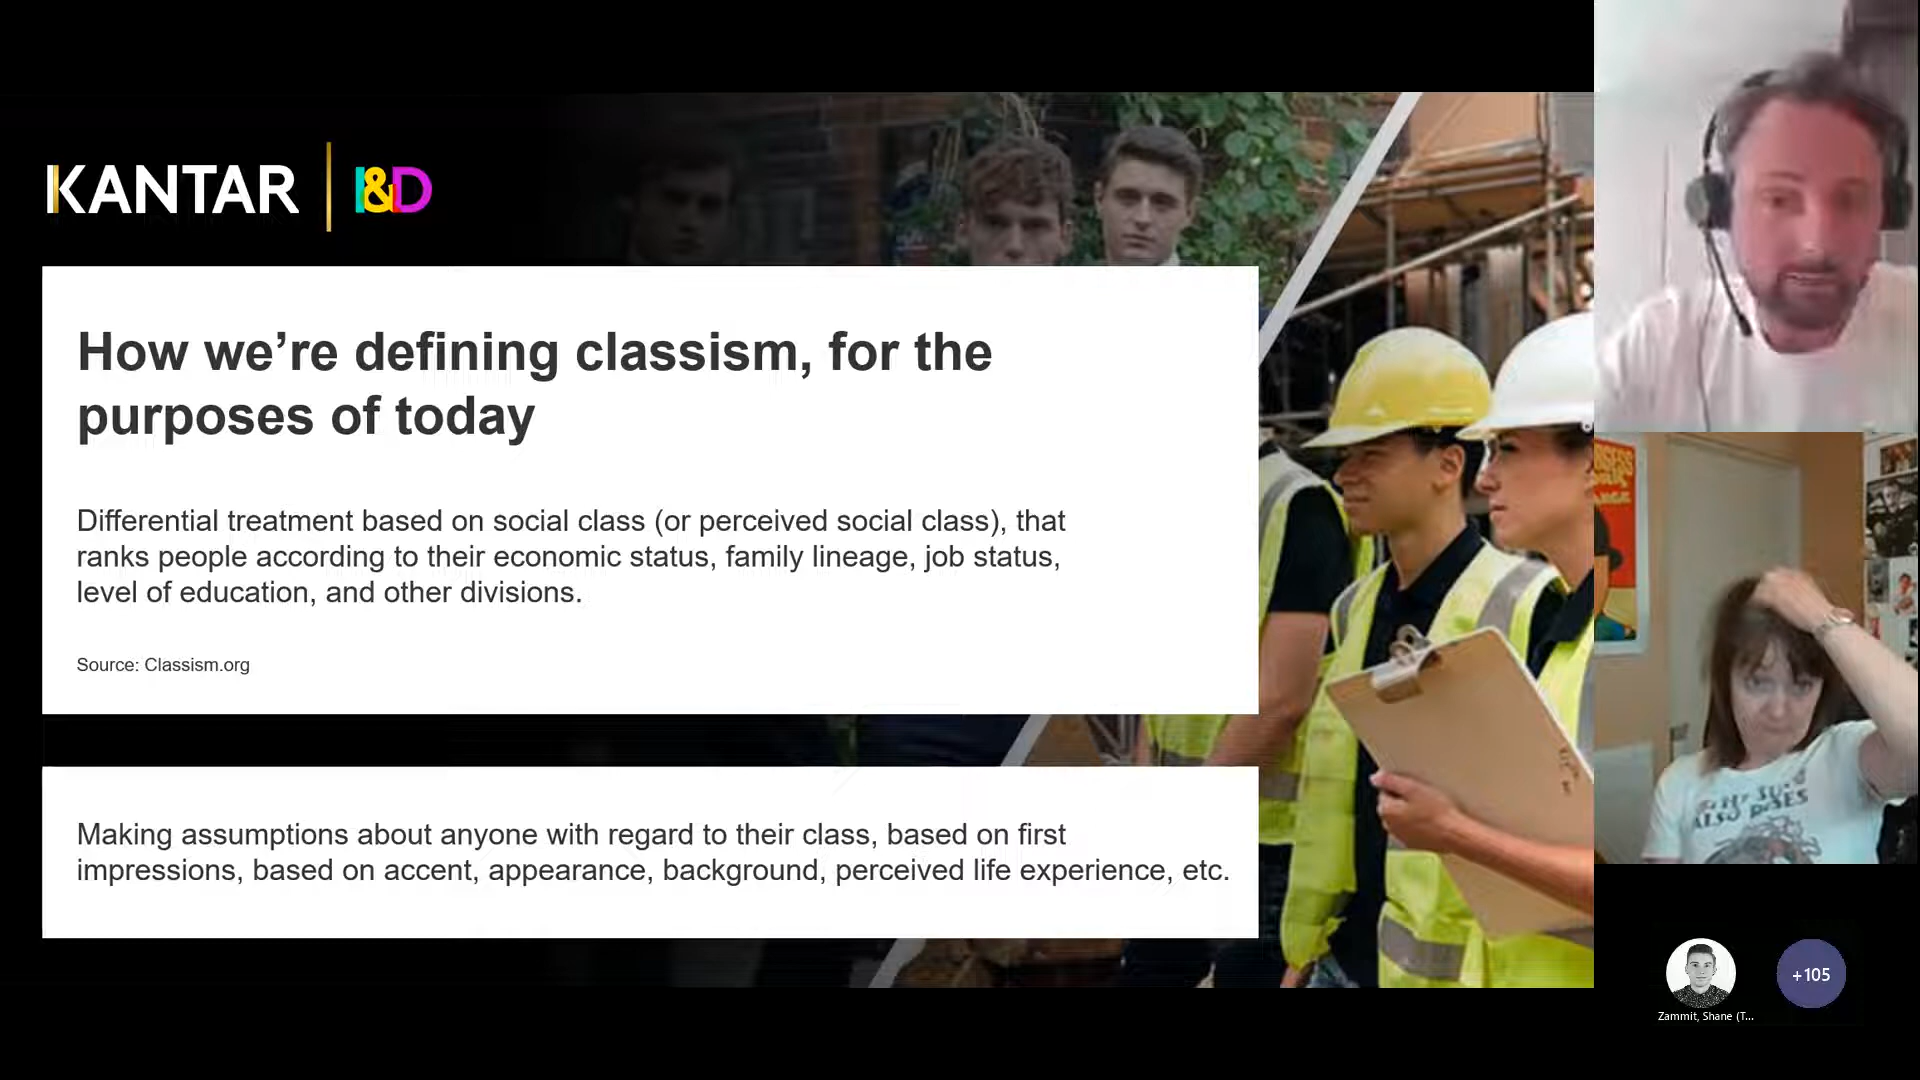 KANTAR I&D
How we're defining classism, for the
purposes of today
Differential treatment based on social class (or perceived social class), that
ranks people according to their economic status, family lineage, job status,
level of education, and other divisions.
Source: Classism.org
Making assumptions about anyone with regard to their class, based on first
impressions, based on accent, appearance, background, perceived life experience, etc.
ALSO
+105
Zammit, Shane (T...